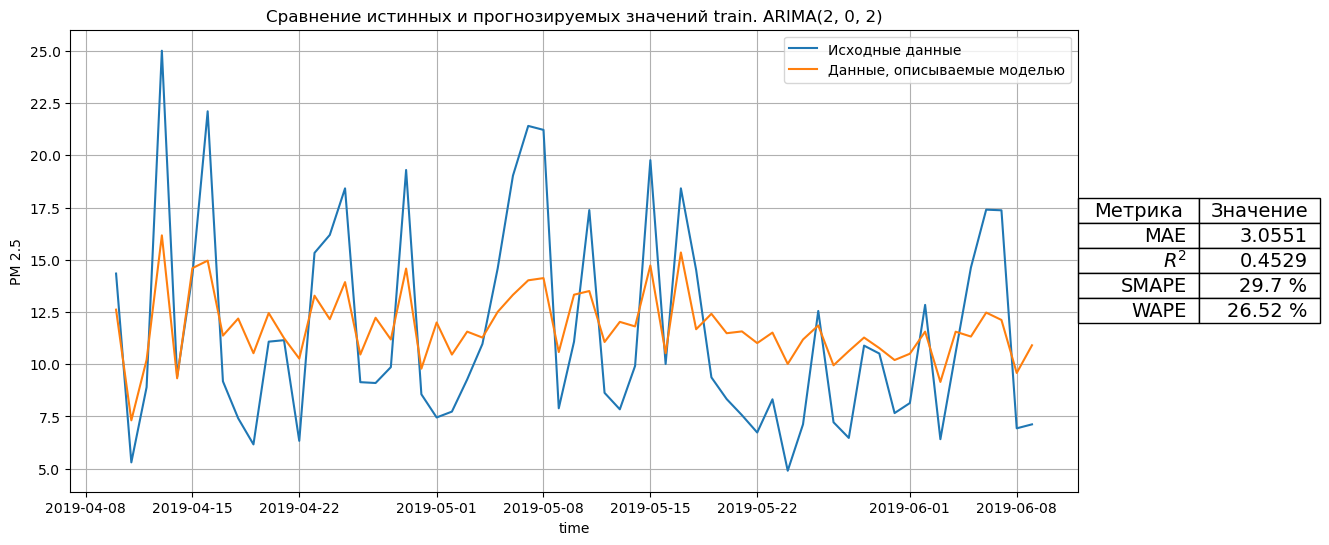 Сравнение истинных и прогнозируемых значений train. ARIMA(2, 0, 2)
Исходные данные
Данные, описываемые моделью
25.0
22.5
20.0
17.5
15.0
12.5
10.0
7.5
5.0
PM 2.5
2019-04-08 2019-04-15 2019-04-22 2019-05-01 2019-05-08 2019-05-15 2019-05-22 2019-06-01 2019-06-08
time
Метрика Значение
MAE 3.0551
R² 0.4529
SMAPE 29.7 %
WAPE 26.52 %